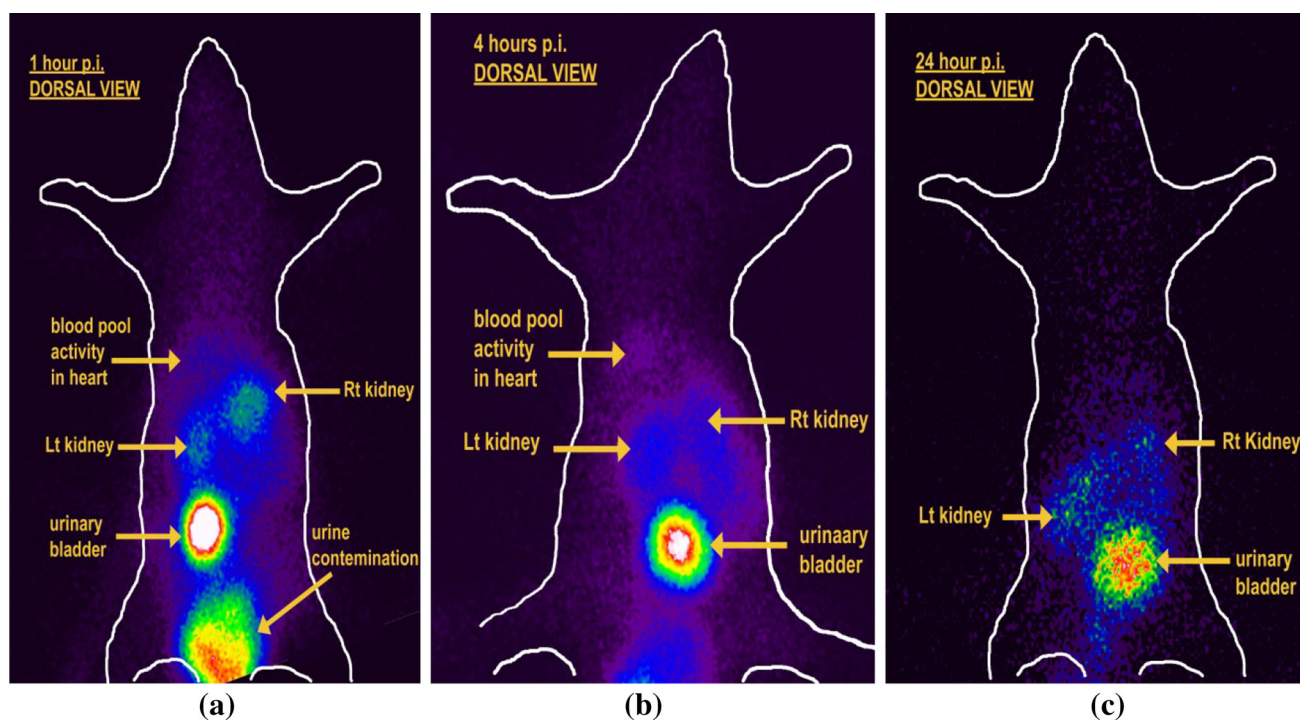 1 hour p.i.
DORSAL VIEW
blood pool
activity
in heart
Rt kidney
Lt kidney
urinary
bladder
urine
contemination
(a)
4 hours p.i.
DORSAL VIEW
blood pool
activity
in heart
Rt kidney
Lt kidney
urinaary
bladder
(b)
24 hour p.i.
DORSAL VIEW
Rt Kidney
Lt kidney
urinary
bladder
(c)